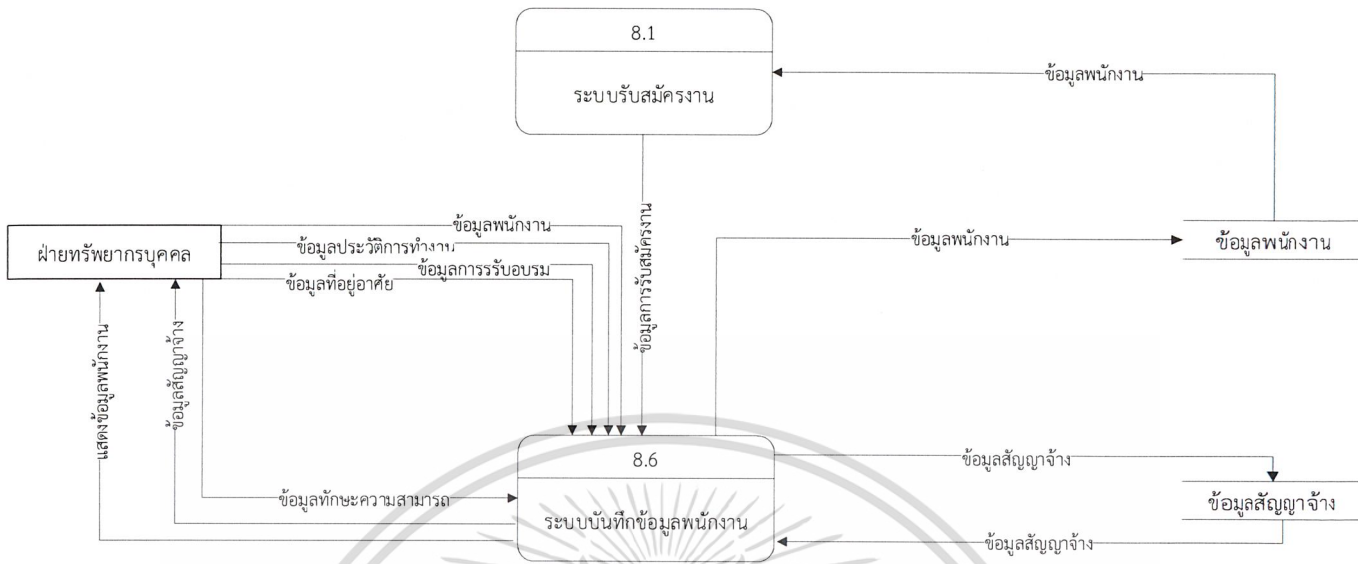 8.1
ระบบรับสมัครงาน
ข้อมูลพนักงาน
ข้อมูลการรับสมัครงาน
ฝ่ายทรัพยากรบุคคล
ข้อมูลพนักงาน
ข้อมูลประวัติการทำงาน
ข้อมูลการรรับอบรม
ข้อมูลที่อยู่อาศัย
ข้อมูลพนักงาน
ข้อมูลพนักงาน
แสดงข้อมูลพนักงาน
ข้อมูลสัญญาจ้าง
ข้อมูลทักษะความสามารถ
8.6
ระบบบันทึกข้อมูลพนักงาน
ข้อมูลสัญญาจ้าง
ข้อมูลสัญญาจ้าง
ข้อมูลสัญญาจ้าง